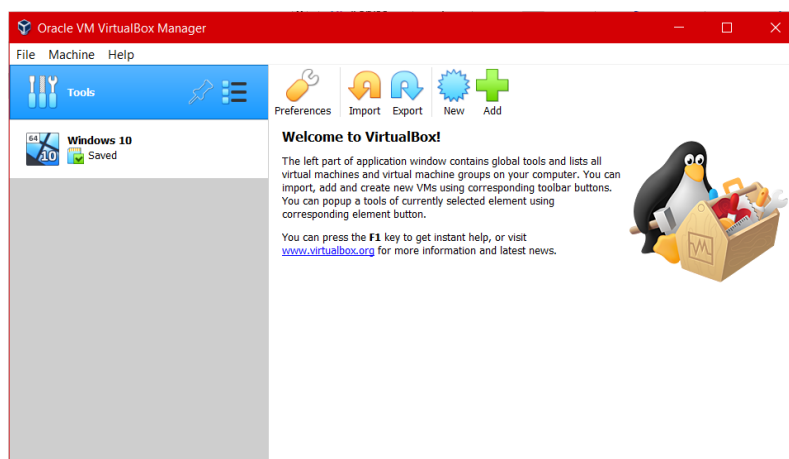 Oracle VM VirtualBox Manager
File Machine Help
Tools
Preferences Import Export New Add
64
10
Windows 10
Saved
Welcome to VirtualBox!
The left part of application window contains global tools and lists all
virtual machines and virtual machine groups on your computer. You can
import, add and create new VMs using corresponding toolbar buttons.
You can popup a tools of currently selected element using
corresponding element button.
You can press the F1 key to get instant help, or visit
www.virtualbox.org for more information and latest news.